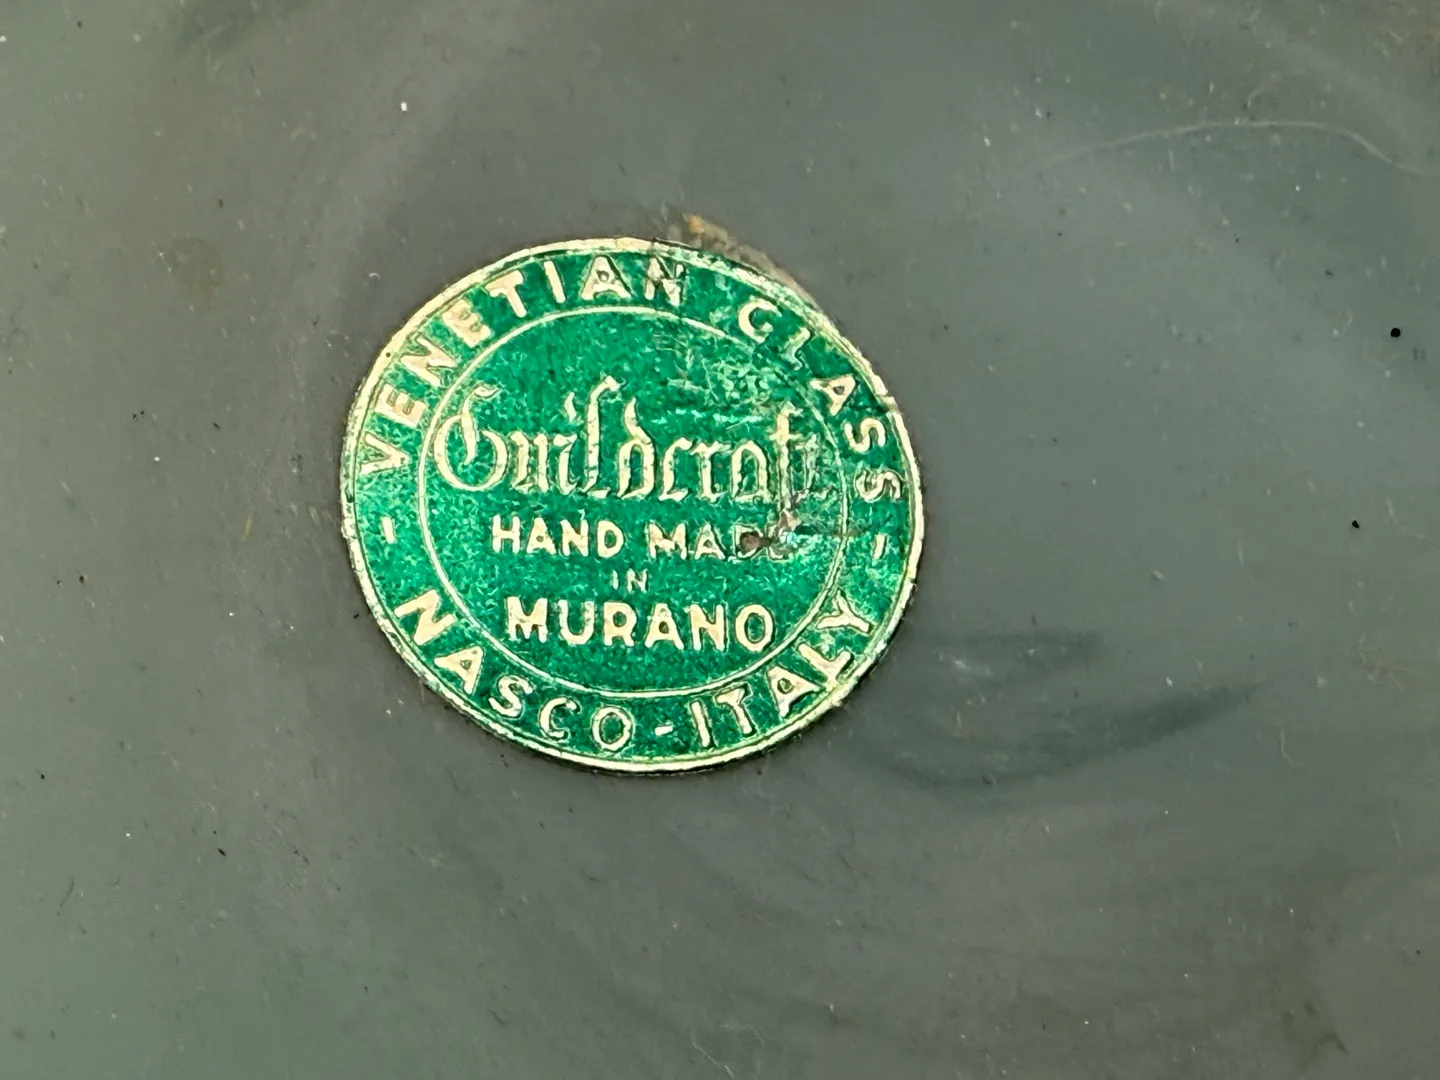 VENETIAN GLASS
Guildcraft
HAND MADE
IN
MURANO
- NASCO - ITALY -